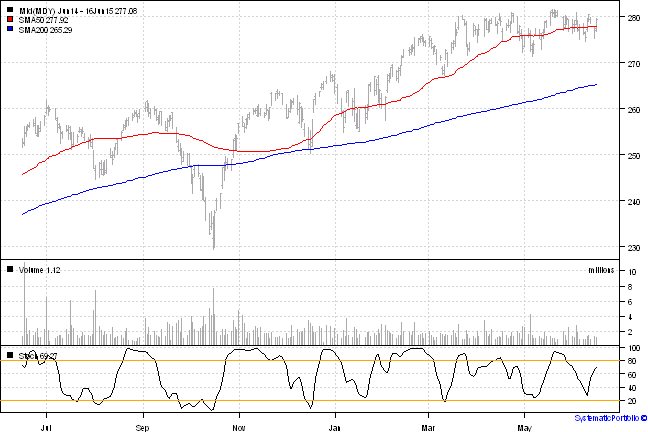 Mid(MDY) Jun14 - 16Jun15 277.08
SMA50 277.92
SMA200 265.29
280
270
260
250
240
230
Volume 1.12
millions
10
8
6
4
2
Stoch 69.27
100
80
60
40
20
Jul
Sep
Nov
Jan
Mar
May
SystematicPortfolio ©